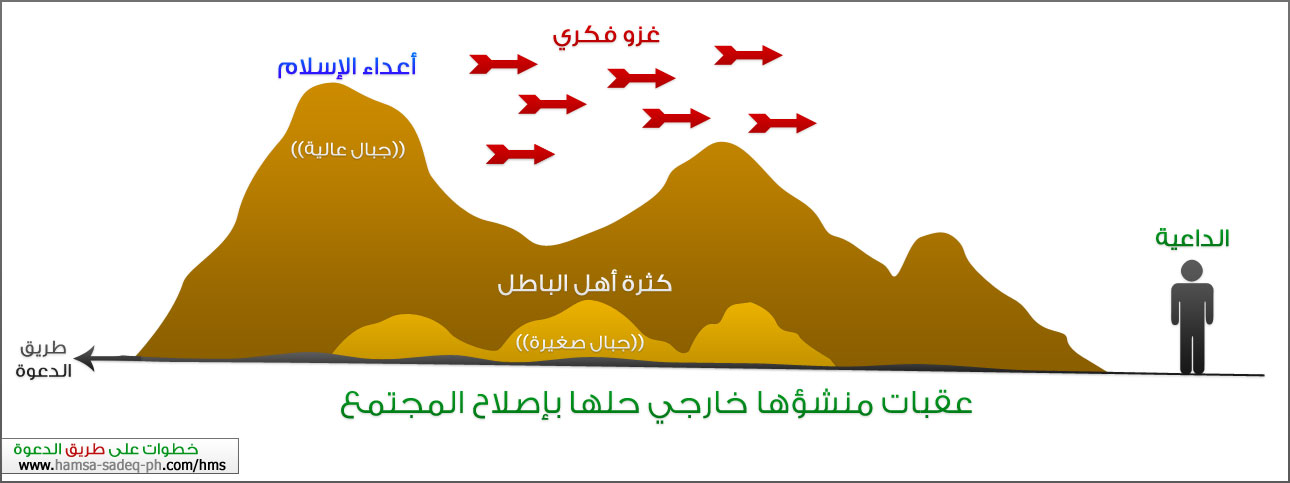 غزو فكري
أعداء الإسلام
((جبال عالية))
الداعية
كثرة أهل الباطل
((جبال صغيرة))
طريق
الدعوة
عقبات منشؤها خارجي حلها بإصلاح المجتمع
خطوات على طريق الدعوة
www.hamsa-sadeq-ph.com/hms